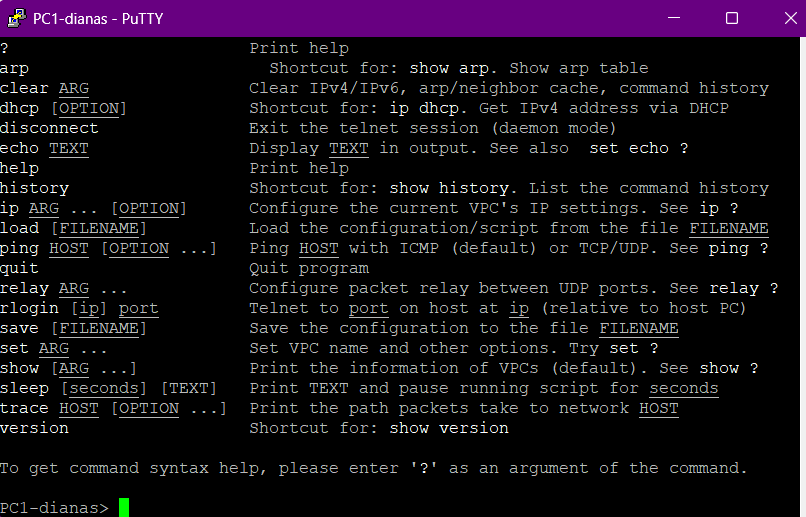 PC1-dianas - PuTTY
? Print help
arp Shortcut for: show arp. Show arp table
clear ARG Clear IPv4/IPv6, arp/neighbor cache, command history
dhcp [OPTION] Shortcut for: ip dhcp. Get IPv4 address via DHCP
disconnect Exit the telnet session (daemon mode)
echo TEXT Display TEXT in output. See also  set echo ?
help Print help
history Shortcut for: show history. List the command history
ip ARG ... [OPTION] Configure the current VPC's IP settings. See ip ?
load [FILENAME] Load the configuration/script from the file FILENAME
ping HOST [OPTION ...] Ping HOST with ICMP (default) or TCP/UDP. See ping ?
quit Quit program
relay ARG ... Configure packet relay between UDP ports. See relay ?
rlogin [ip] port Telnet to port on host at ip (relative to host PC)
save [FILENAME] Save the configuration to the file FILENAME
set ARG ... Set VPC name and other options. Try set ?
show [ARG ...] Print the information of VPCs (default). See show ?
sleep [seconds] [TEXT] Print TEXT and pause running script for seconds
trace HOST [OPTION ...] Print the path packets take to network HOST
version Shortcut for: show version
To get command syntax help, please enter '?' as an argument of the command.
PC1-dianas>